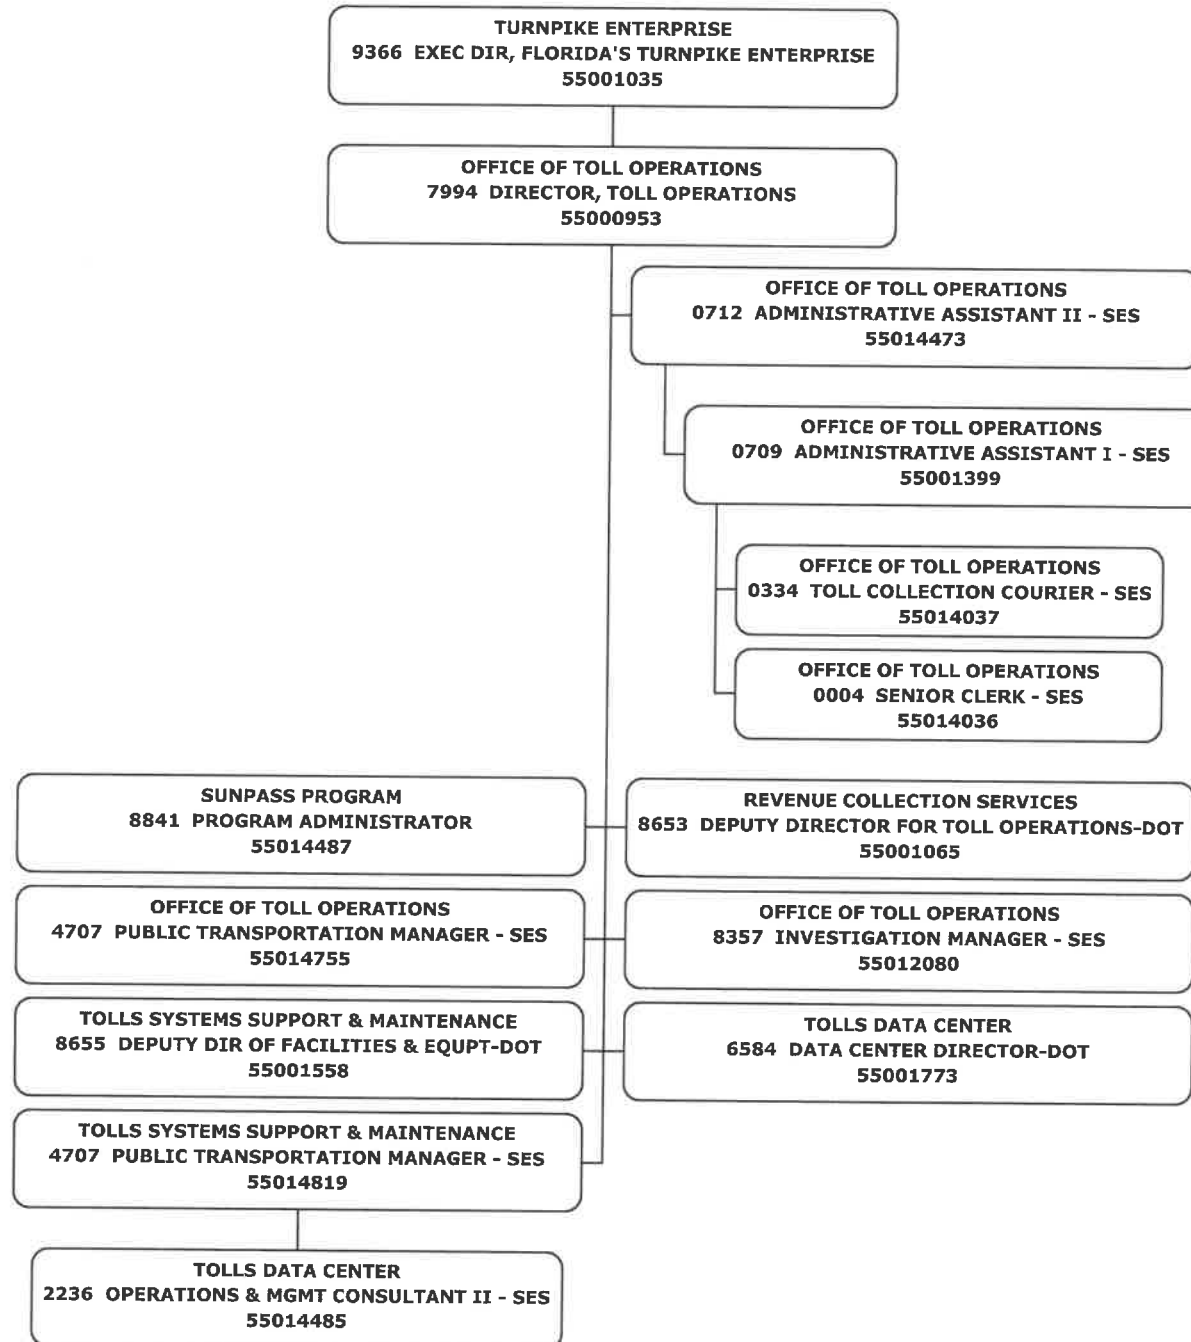 TURNPIKE ENTERPRISE
9366 EXEC DIR, FLORIDA'S TURNPIKE ENTERPRISE
55001035
OFFICE OF TOLL OPERATIONS
7994 DIRECTOR, TOLL OPERATIONS
55000953
OFFICE OF TOLL OPERATIONS
0712 ADMINISTRATIVE ASSISTANT II - SES
55014473
OFFICE OF TOLL OPERATIONS
0709 ADMINISTRATIVE ASSISTANT I - SES
55001399
OFFICE OF TOLL OPERATIONS
0334 TOLL COLLECTION COURIER - SES
55014037
OFFICE OF TOLL OPERATIONS
0004 SENIOR CLERK - SES
55014036
SUNPASS PROGRAM
8841 PROGRAM ADMINISTRATOR
55014487
REVENUE COLLECTION SERVICES
8653 DEPUTY DIRECTOR FOR TOLL OPERATIONS-DOT
55001065
OFFICE OF TOLL OPERATIONS
4707 PUBLIC TRANSPORTATION MANAGER - SES
55014755
OFFICE OF TOLL OPERATIONS
8357 INVESTIGATION MANAGER - SES
55012080
TOLLS SYSTEMS SUPPORT & MAINTENANCE
8655 DEPUTY DIR OF FACILITIES & EQUPT-DOT
55001558
TOLLS DATA CENTER
6584 DATA CENTER DIRECTOR-DOT
55001773
TOLLS SYSTEMS SUPPORT & MAINTENANCE
4707 PUBLIC TRANSPORTATION MANAGER - SES
55014819
TOLLS DATA CENTER
2236 OPERATIONS & MGMT CONSULTANT II - SES
55014485